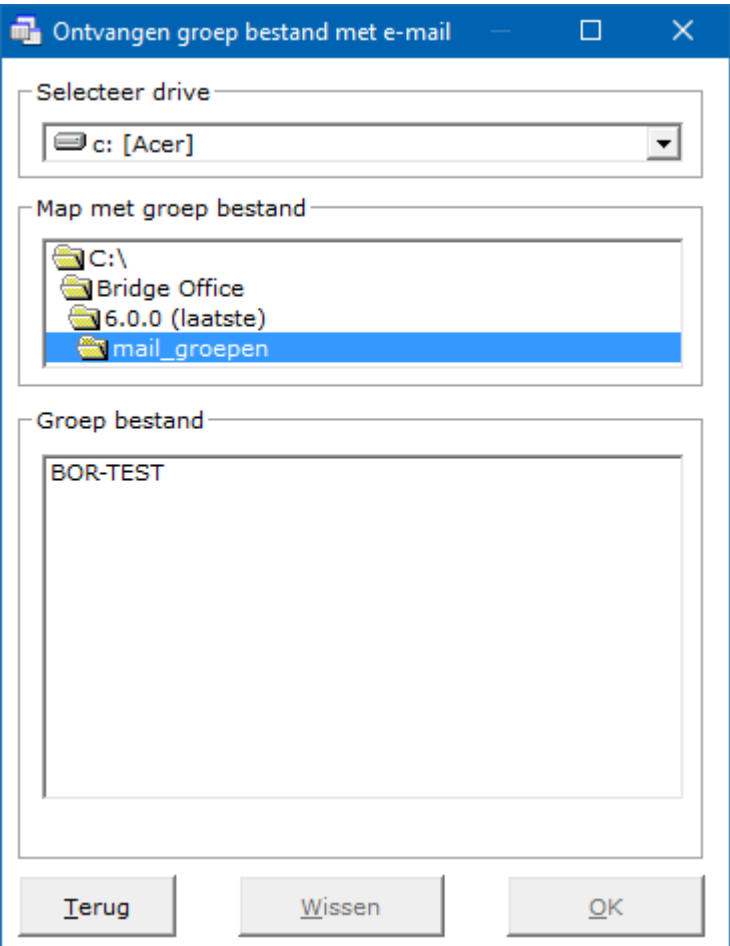 Ontvangen groep bestand met e-mail
Selecteer drive
c: [Acer]
Map met groep bestand
C:\
Bridge Office
6.0.0 (laatste)
mail_groepen
Groep bestand
BOR-TEST
Terug
Wissen
OK